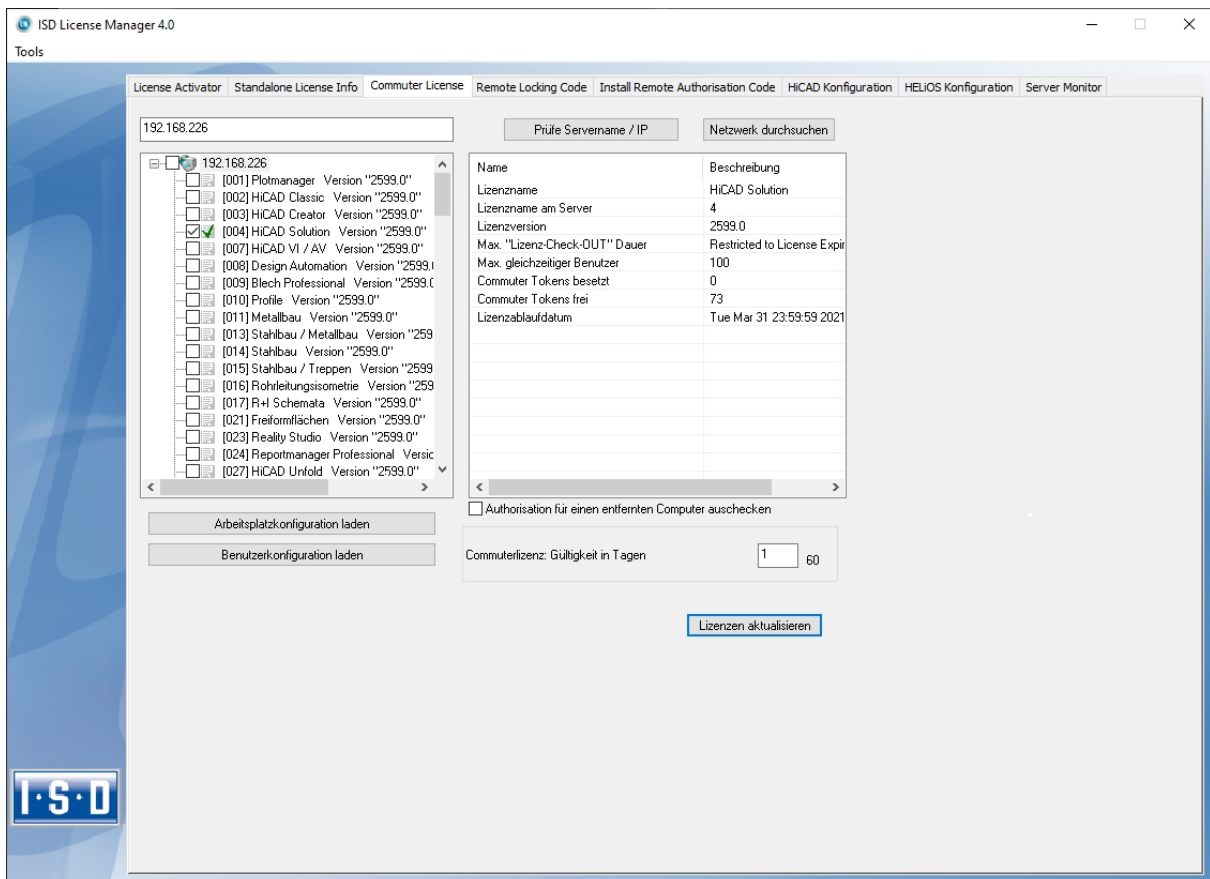 ISD License Manager 4.0
Tools
License Activator Standalone License Info Commuter License Remote Locking Code Install Remote Authorisation Code HiCAD Konfiguration HELiOS Konfiguration Server Monitor
192.168.226
Prüfe Servername / IP
Netzwerk durchsuchen
192.168.226
[001] Plotmanager Version "2599.0"
[002] HiCAD Classic Version "2599.0"
[003] HiCAD Creator Version "2599.0"
[004] HiCAD Solution Version "2599.0"
[007] HiCAD VI / AV Version "2599.0"
[008] Design Automation Version "2599.
[009] Blech Professional Version "2599.
[010] Profile Version "2599.0"
[011] Metallbau Version "2599.0"
[013] Stahlbau / Metallbau Version "259
[014] Stahlbau Version "2599.0"
[015] Stahlbau / Treppen Version "2599
[016] Rohrleitungsisometrie Version "259
[017] R+I Schemata Version "2599.0"
[021] Freiformflächen Version "2599.0"
[023] Reality Studio Version "2599.0"
[024] Reportmanager Professional Versic
[027] HiCAD Unfold Version "2599.0"
Name Beschreibung
Lizenzname HiCAD Solution
Lizenzname am Server 4
Lizenzversion 2599.0
Max. "Lizenz-Check-OUT" Dauer Restricted to License Expir
Max. gleichzeitiger Benutzer 100
Commuter Tokens besetzt 0
Commuter Tokens frei 73
Lizenzablaufdatum Tue Mar 31 23:59:59 2021
Arbeitsplatzkonfiguration laden
Benutzerkonfiguration laden
Authorisation für einen entfernten Computer auschecken
Commuterlizenz: Gültigkeit in Tagen 1 60
Lizenzen aktualisieren
I·S·D